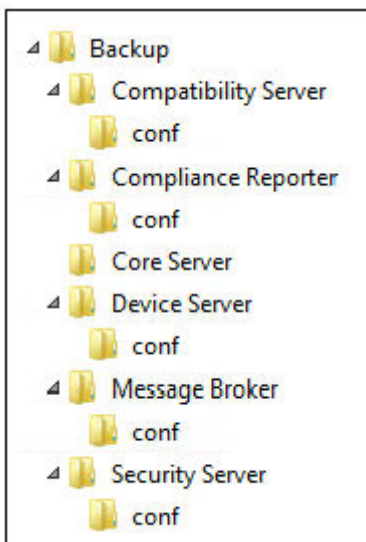 Backup
Compatibility Server
conf
Compliance Reporter
conf
Core Server
Device Server
conf
Message Broker
conf
Security Server
conf